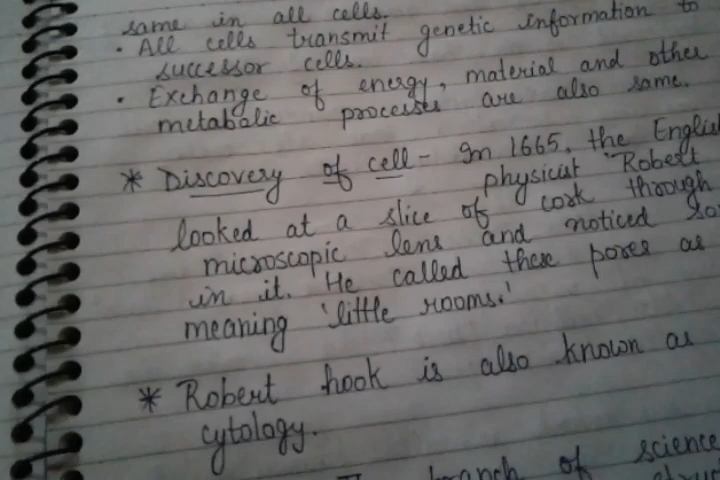 same in all cells.
• All cells transmit genetic information to
successor cells.
• Exchange of energy, material and other
metabolic processes are also same.
* Discovery of cell - In 1665, the English
physicist Robert
looked at a slice of cork through
microscopic lens and noticed
in it. He called these pores as
meaning 'little rooms.'
* Robert hook is also known as
cytology.
branch of science